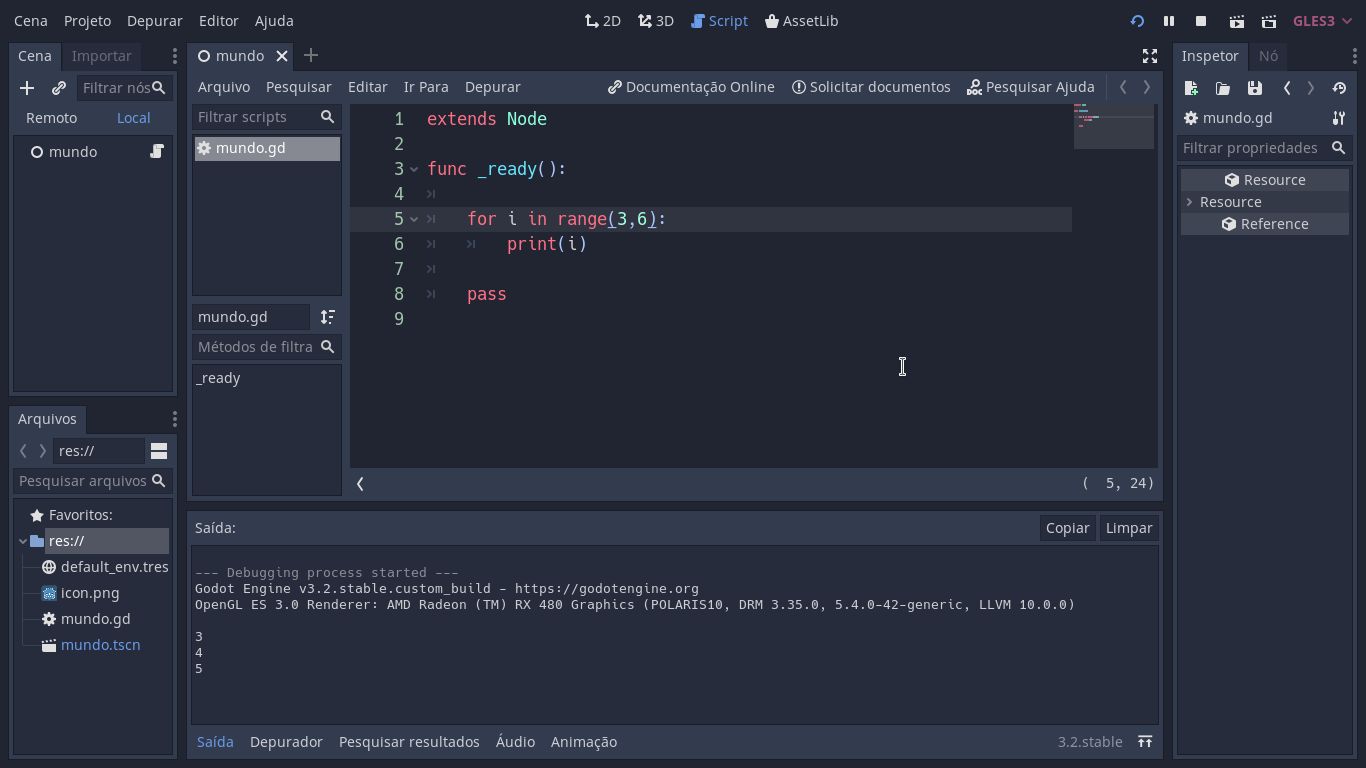 Cena Projeto Depurar Editor Ajuda
2D 3D Script AssetLib
GLES3
Cena Importar
Filtrar nós
Remoto Local
mundo
Arquivos
res://
Pesquisar arquivos
Favoritos:
res://
default_env.tres
icon.png
mundo.gd
mundo.tscn
mundo
Arquivo Pesquisar Editar Ir Para Depurar
Documentação Online Solicitar documentos Pesquisar Ajuda
Filtrar scripts
mundo.gd
mundo.gd
Métodos de filtra
_ready
1 extends Node
2
3 func _ready():
4
5 for i in range(3,6):
6 print(i)
7
8 pass
9
( 5, 24)
Saída:
Copiar Limpar
--- Debugging process started ---
Godot Engine v3.2.stable.custom_build - https://godotengine.org
OpenGL ES 3.0 Renderer: AMD Radeon (TM) RX 480 Graphics (POLARIS10, DRM 3.35.0, 5.4.0-42-generic, LLVM 10.0.0)
3
4
5
Saída Depurador Pesquisar resultados Áudio Animação
3.2.stable
Inspetor Nó
mundo.gd
Filtrar propriedades
Resource
Resource
Reference